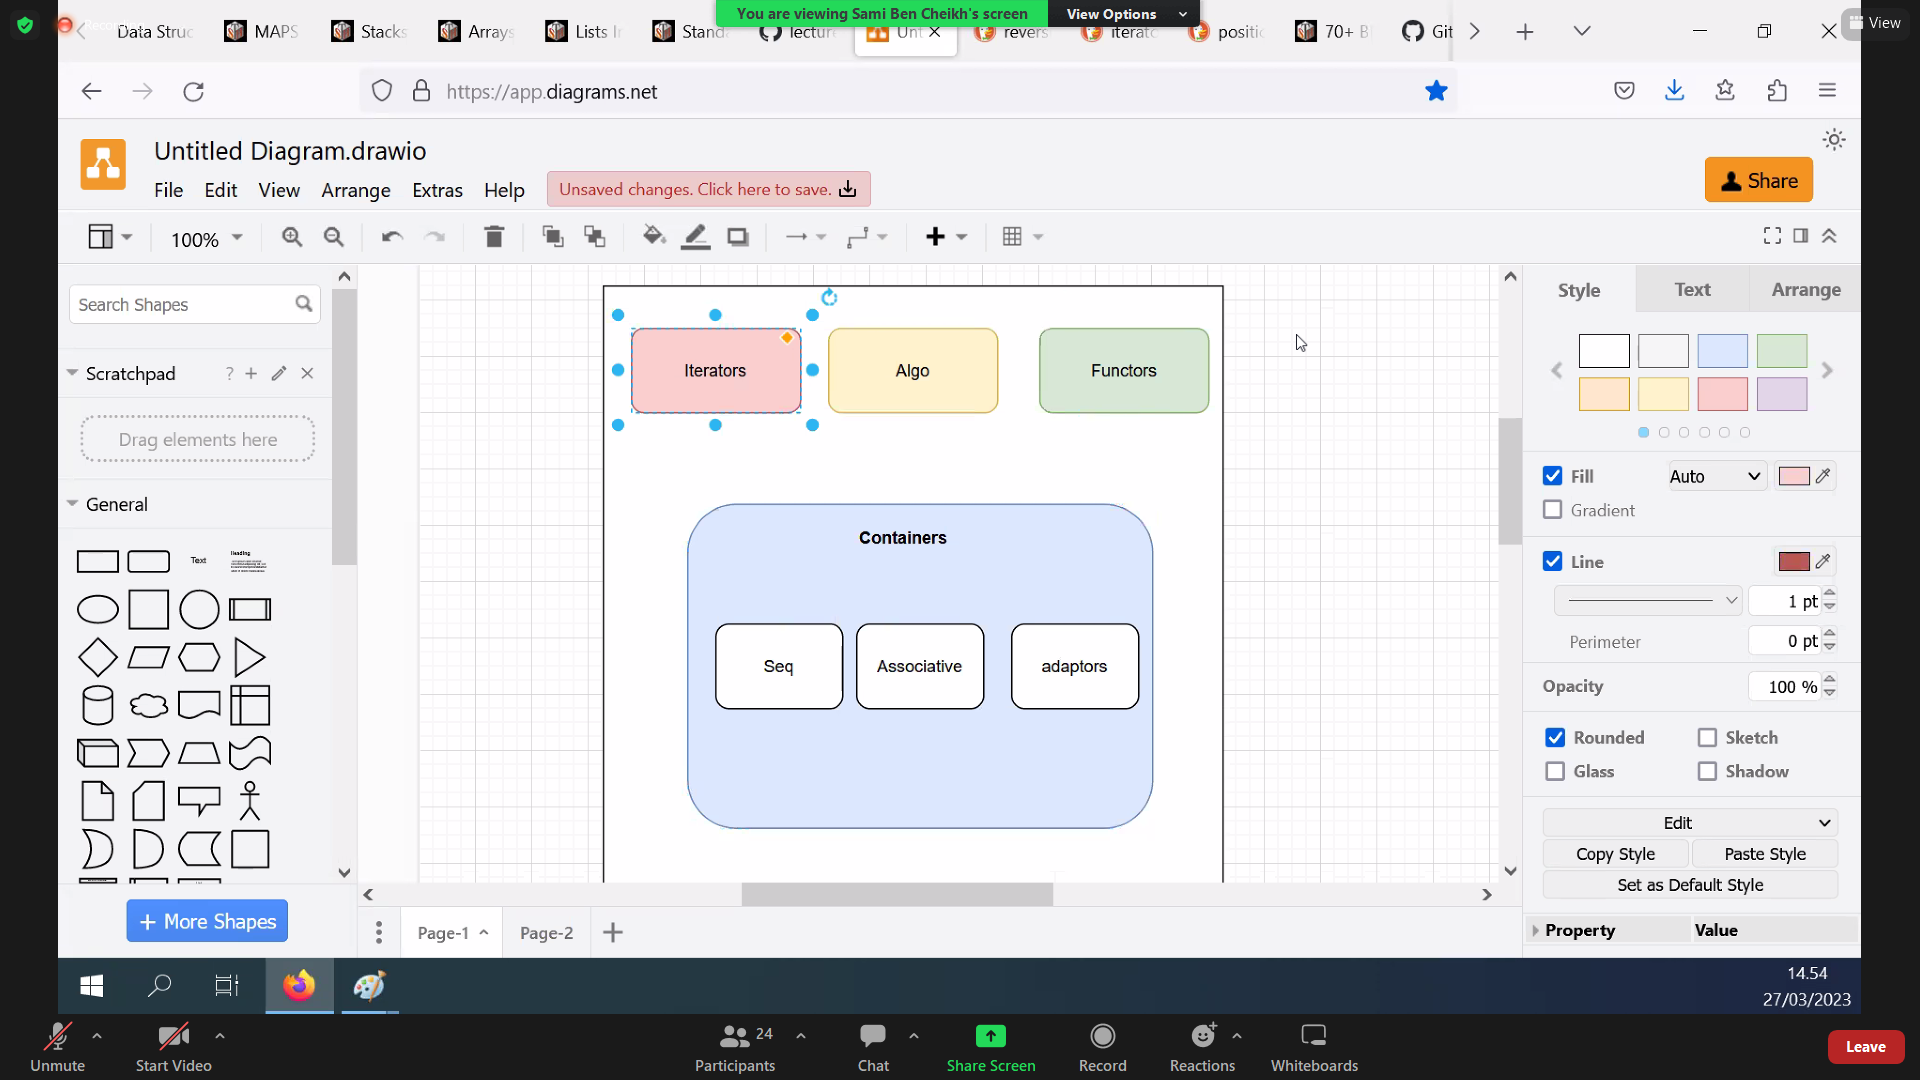 You are viewing Sami Ben Cheikh's screen
View Options
View
Data Struc
MAPS
Stacks
Arrays
Lists I
Stand
lectur
Unt
revers
iterato
positic
70+ B
Git
https://app.diagrams.net
Untitled Diagram.drawio
File Edit View Arrange Extras Help
Unsaved changes. Click here to save.
Share
100%
Search Shapes
Scratchpad
?
Drag elements here
General
Text
Heading
+ More Shapes
Iterators
Algo
Functors
Containers
Seq
Associative
adaptors
Page-1
Page-2
Style
Text
Arrange
Fill
Auto
Gradient
Line
1 pt
Perimeter
0 pt
Opacity
100 %
Rounded
Sketch
Glass
Shadow
Edit
Copy Style
Paste Style
Set as Default Style
Property
Value
14.54
27/03/2023
Unmute
Start Video
24
Participants
Chat
Share Screen
Record
Reactions
Whiteboards
Leave